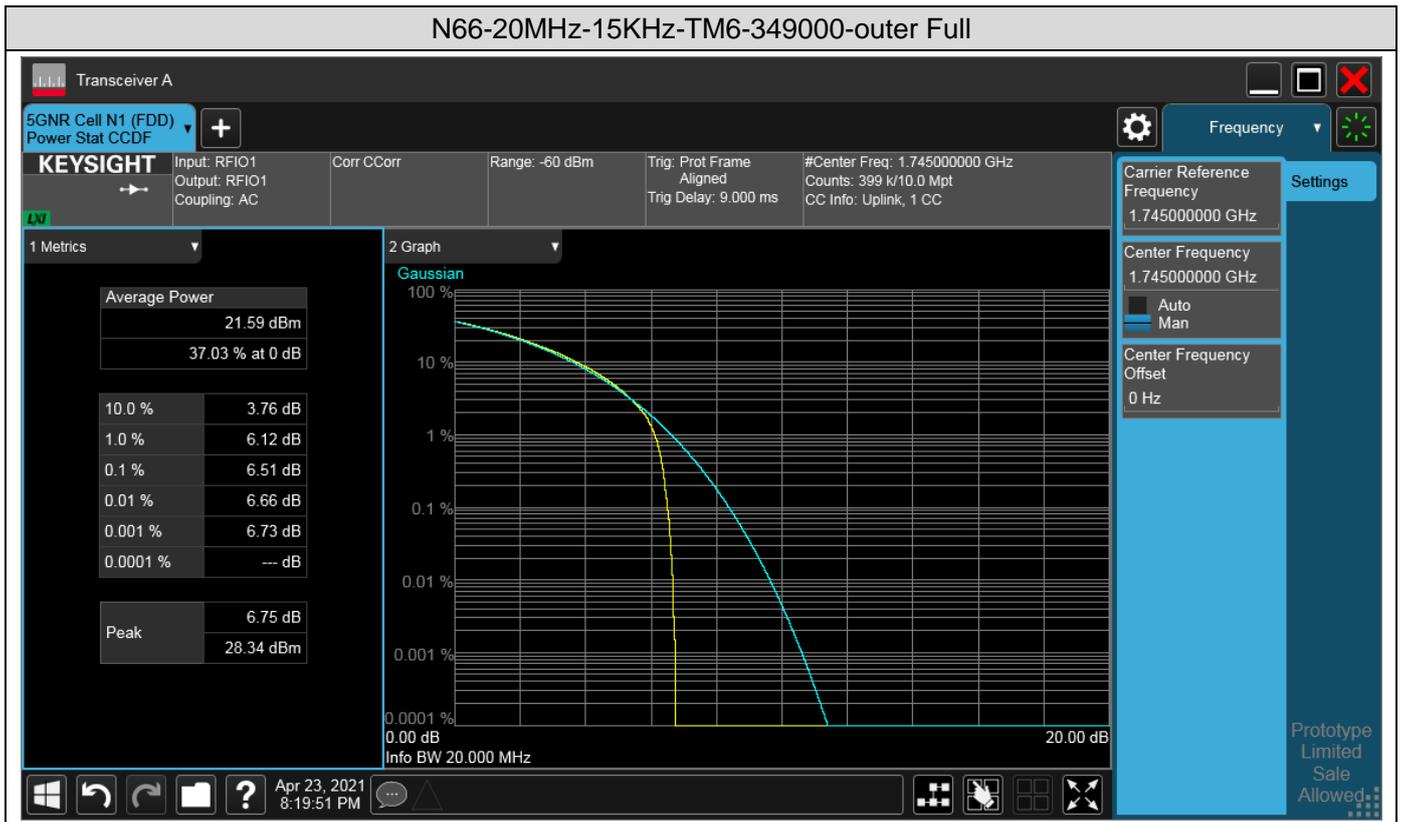 N66-20MHz-15KHz-TM6-349000-outer Full
Transceiver A
5GNR Cell N1 (FDD)
Power Stat CCDF
Frequency
KEYSIGHT
LXI
Input: RFIO1
Output: RFIO1
Coupling: AC
Corr CCorr
Range: -60 dBm
Trig: Prot Frame
Aligned
Trig Delay: 9.000 ms
#Center Freq: 1.745000000 GHz
Counts: 399 k/10.0 Mpt
CC Info: Uplink, 1 CC
Carrier Reference
Frequency
1.745000000 GHz
Settings
Center Frequency
1.745000000 GHz
Auto
Man
Center Frequency
Offset
0 Hz
1 Metrics
Average Power
21.59 dBm
37.03 % at 0 dB
10.0 % 3.76 dB
1.0 % 6.12 dB
0.1 % 6.51 dB
0.01 % 6.66 dB
0.001 % 6.73 dB
0.0001 % --- dB
Peak
6.75 dB
28.34 dBm
2 Graph
Gaussian
100 %
10 %
1 %
0.1 %
0.01 %
0.001 %
0.0001 %
0.00 dB 20.00 dB
Info BW 20.000 MHz
Prototype
Limited
Sale
Allowed
?
Apr 23, 2021
8:19:51 PM